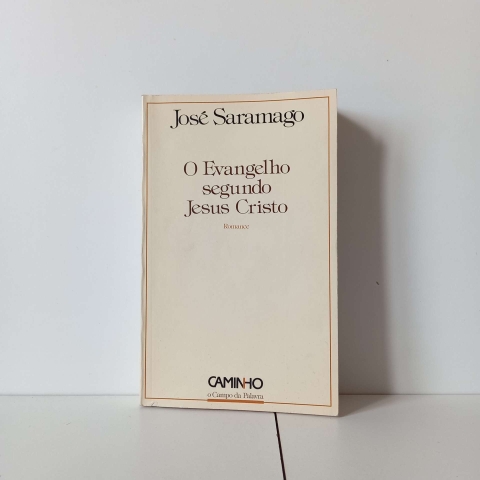 José Saramago
O Evangelho
segundo
Jesus Cristo
Romance
CAMINHO
o Campo da Palavra